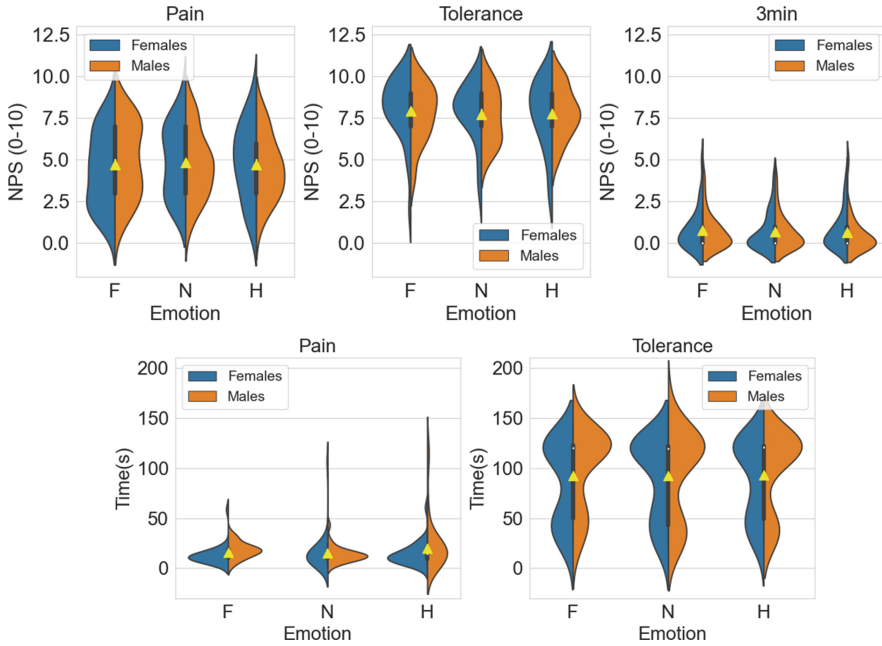 Pain
NPS (0-10)
12.5
10.0
7.5
5.0
2.5
0.0
Females
Males
F N H
Emotion
Tolerance
NPS (0-10)
12.5
10.0
7.5
5.0
2.5
0.0
Females
Males
F N H
Emotion
3min
NPS (0-10)
12.5
10.0
7.5
5.0
2.5
0.0
Females
Males
F N H
Emotion
Pain
Time(s)
200
150
100
50
0
Females
Males
F N H
Emotion
Tolerance
Time(s)
200
150
100
50
0
Females
Males
F N H
Emotion